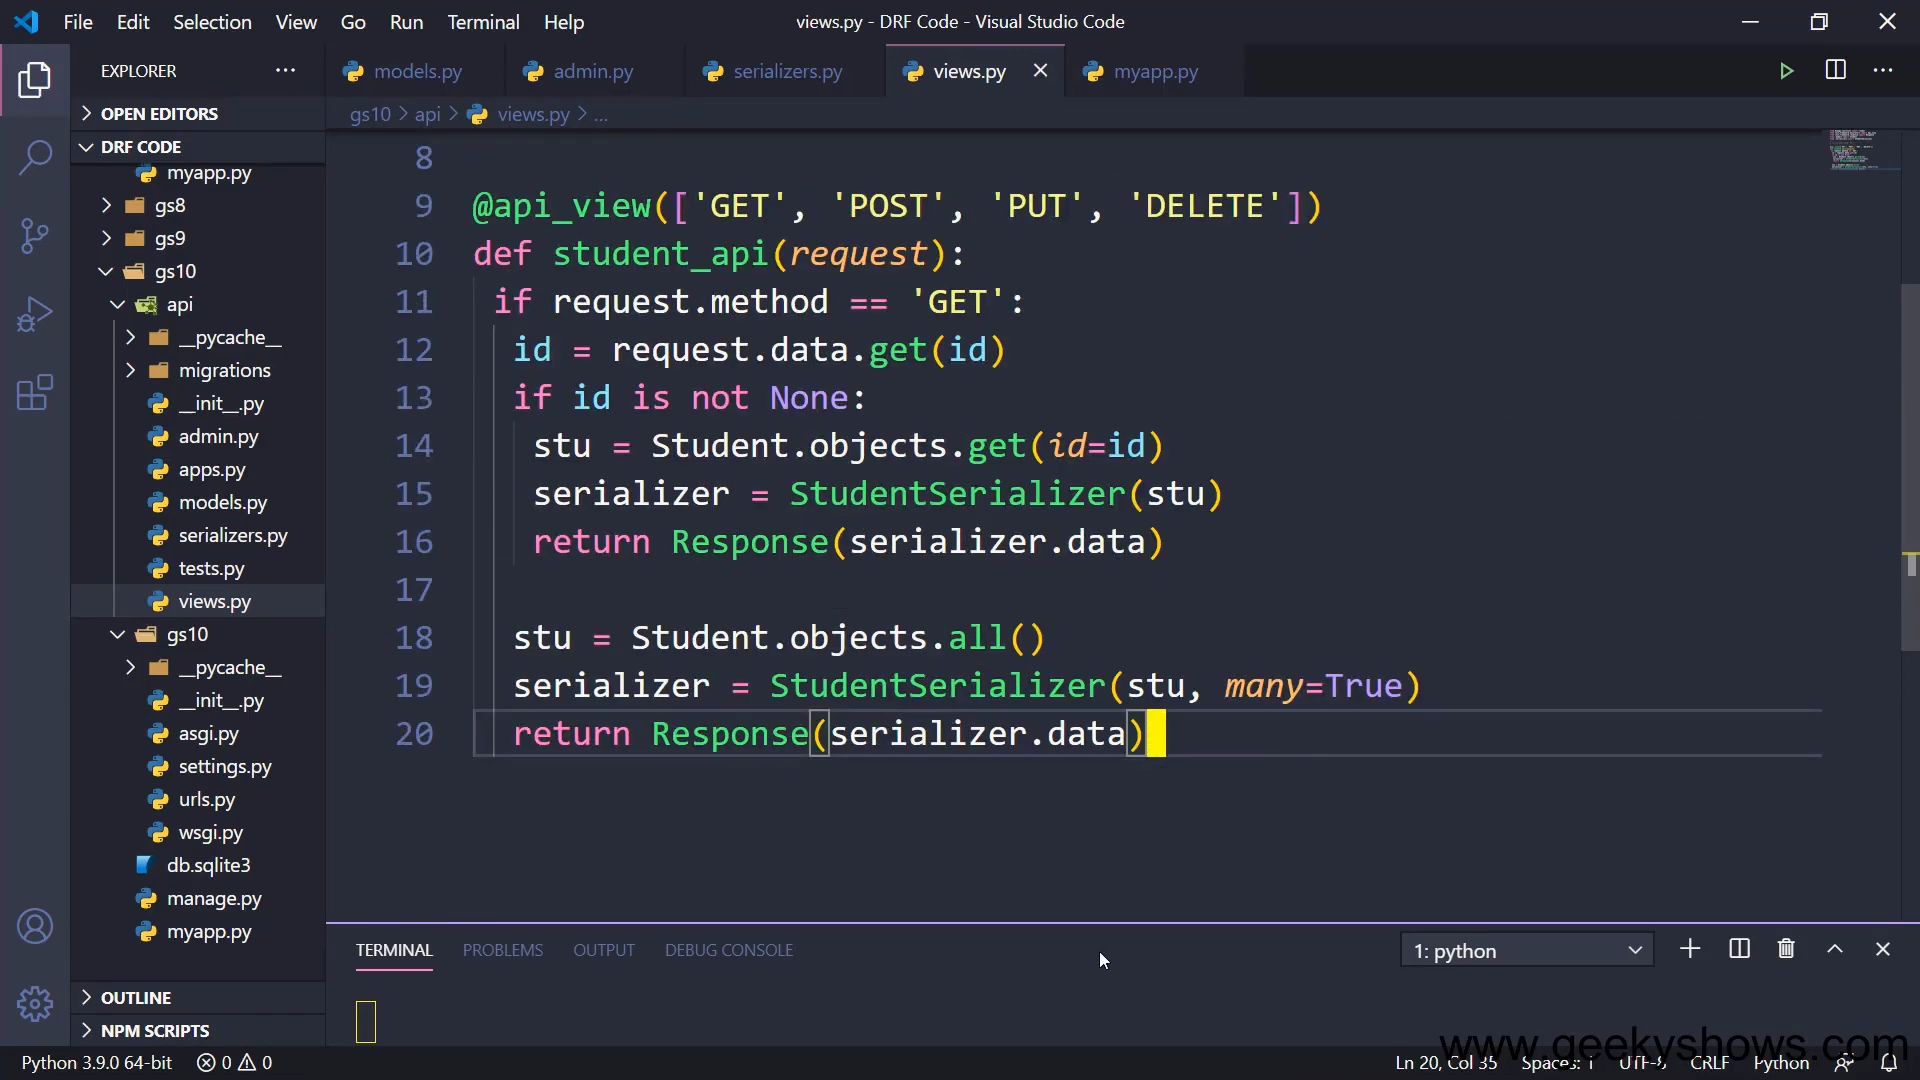 File Edit Selection View Go Run Terminal Help
views.py - DRF Code - Visual Studio Code
EXPLORER
models.py
admin.py
serializers.py
views.py
myapp.py
OPEN EDITORS
gs10 > api > views.py > ...
DRF CODE
myapp.py
gs8
gs9
gs10
api
__pycache__
migrations
__init__.py
admin.py
apps.py
models.py
serializers.py
tests.py
views.py
gs10
__pycache__
__init__.py
asgi.py
settings.py
urls.py
wsgi.py
db.sqlite3
manage.py
myapp.py
OUTLINE
NPM SCRIPTS
8
9 @api_view(['GET', 'POST', 'PUT', 'DELETE'])
10 def student_api(request):
11 if request.method == 'GET':
12 id = request.data.get(id)
13 if id is not None:
14 stu = Student.objects.get(id=id)
15 serializer = StudentSerializer(stu)
16 return Response(serializer.data)
17
18 stu = Student.objects.all()
19 serializer = StudentSerializer(stu, many=True)
20 return Response(serializer.data)
TERMINAL PROBLEMS OUTPUT DEBUG CONSOLE
1: python
www.geekyshows.com
Python 3.9.0 64-bit 0 0
Ln 20, Col 35 Spaces: 1 UTF-8 CRLF Python